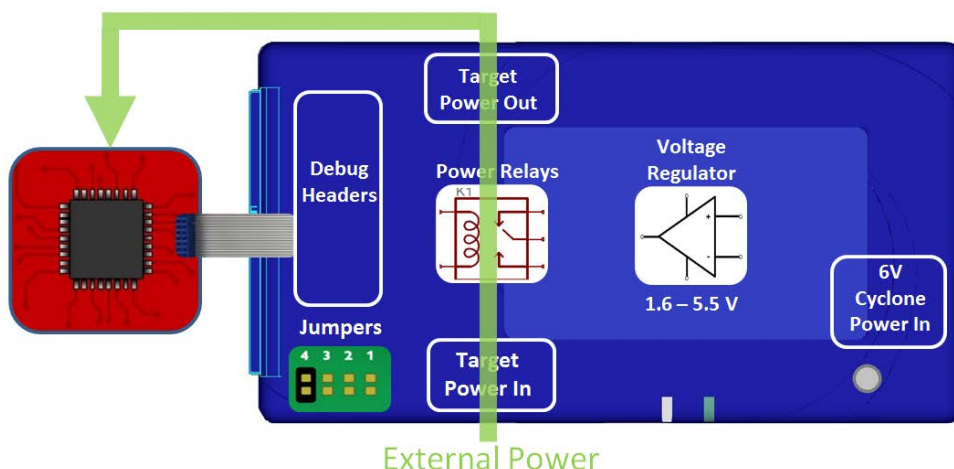 Target
Power Out
Debug
Headers
Power Relays
K1
Voltage
Regulator
+
-
1.6 – 5.5 V
6V
Cyclone
Power In
Jumpers
4 3 2 1
Target
Power In
External Power